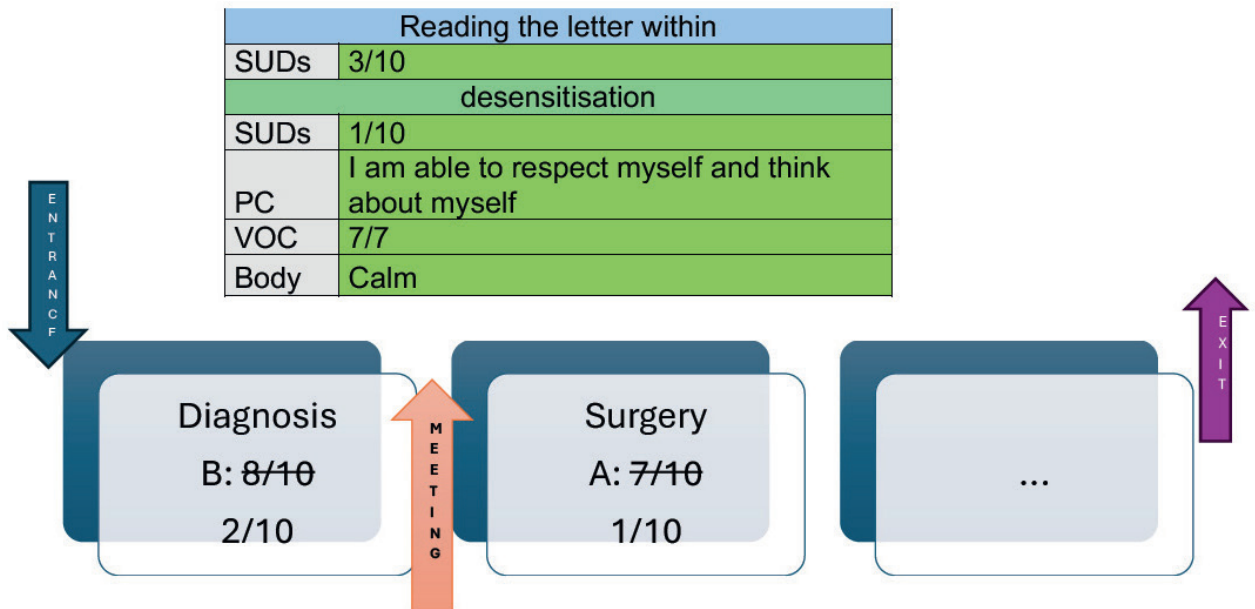 Reading the letter within
SUDs 3/10
desensitisation
SUDs 1/10
PC I am able to respect myself and think
about myself
VOC 7/7
Body Calm
ENTRANCE
EXIT
Diagnosis
B: 8/10
2/10
MEETING
Surgery
A: 7/10
1/10
...